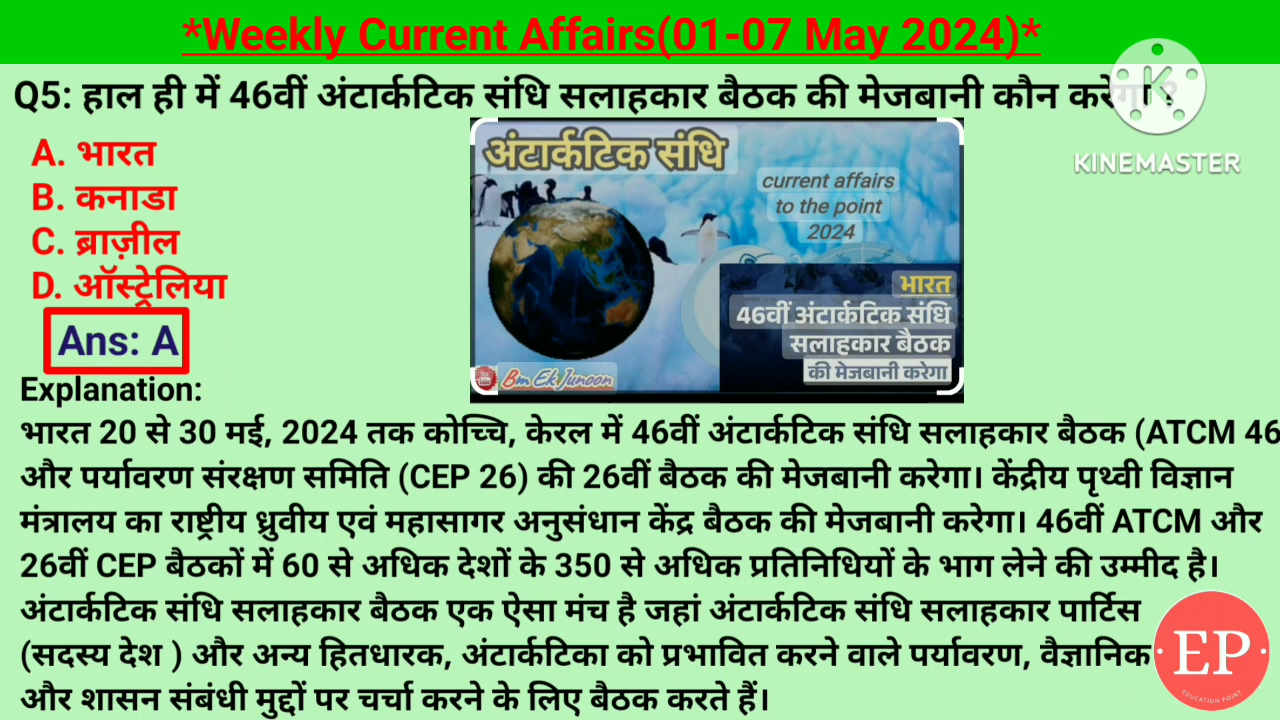 *Weekly Current Affairs(01-07 May 2024)*
Q5: हाल ही में 46वीं अंटार्कटिक संधि सलाहकार बैठक की मेजबानी कौन करेगा ?
KINEMASTER
A. भारत
B. कनाडा
C. ब्राज़ील
D. ऑस्ट्रेलिया
Ans: A
अंटार्कटिक संधि
current affairs
to the point
2024
भारत
46वीं अंटार्कटिक संधि
सलाहकार बैठक
की मेजबानी करेगा
Bm Ek Junoon
Explanation:
भारत 20 से 30 मई, 2024 तक कोच्चि, केरल में 46वीं अंटार्कटिक संधि सलाहकार बैठक (ATCM 46
और पर्यावरण संरक्षण समिति (CEP 26) की 26वीं बैठक की मेजबानी करेगा। केंद्रीय पृथ्वी विज्ञान
मंत्रालय का राष्ट्रीय ध्रुवीय एवं महासागर अनुसंधान केंद्र बैठक की मेजबानी करेगा। 46वीं ATCM और
26वीं CEP बैठकों में 60 से अधिक देशों के 350 से अधिक प्रतिनिधियों के भाग लेने की उम्मीद है।
अंटार्कटिक संधि सलाहकार बैठक एक ऐसा मंच है जहां अंटार्कटिक संधि सलाहकार पार्टिस
(सदस्य देश ) और अन्य हितधारक, अंटार्कटिका को प्रभावित करने वाले पर्यावरण, वैज्ञानिक
और शासन संबंधी मुद्दों पर चर्चा करने के लिए बैठक करते हैं।
EP
EDUCATION POINT